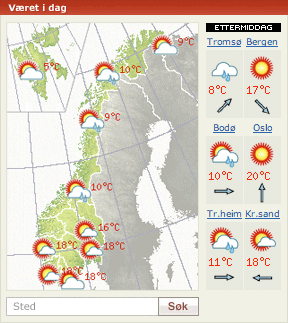 Været i dag
ETTERMIDDAG
5°C
9°C
10°C
9°C
10°C
16°C
18°C
18°C
18°C
18°C
Tromsø Bergen
8°C 17°C
Bodø Oslo
10°C 20°C
Tr.heim Kr.sand
11°C 18°C
Sted Søk